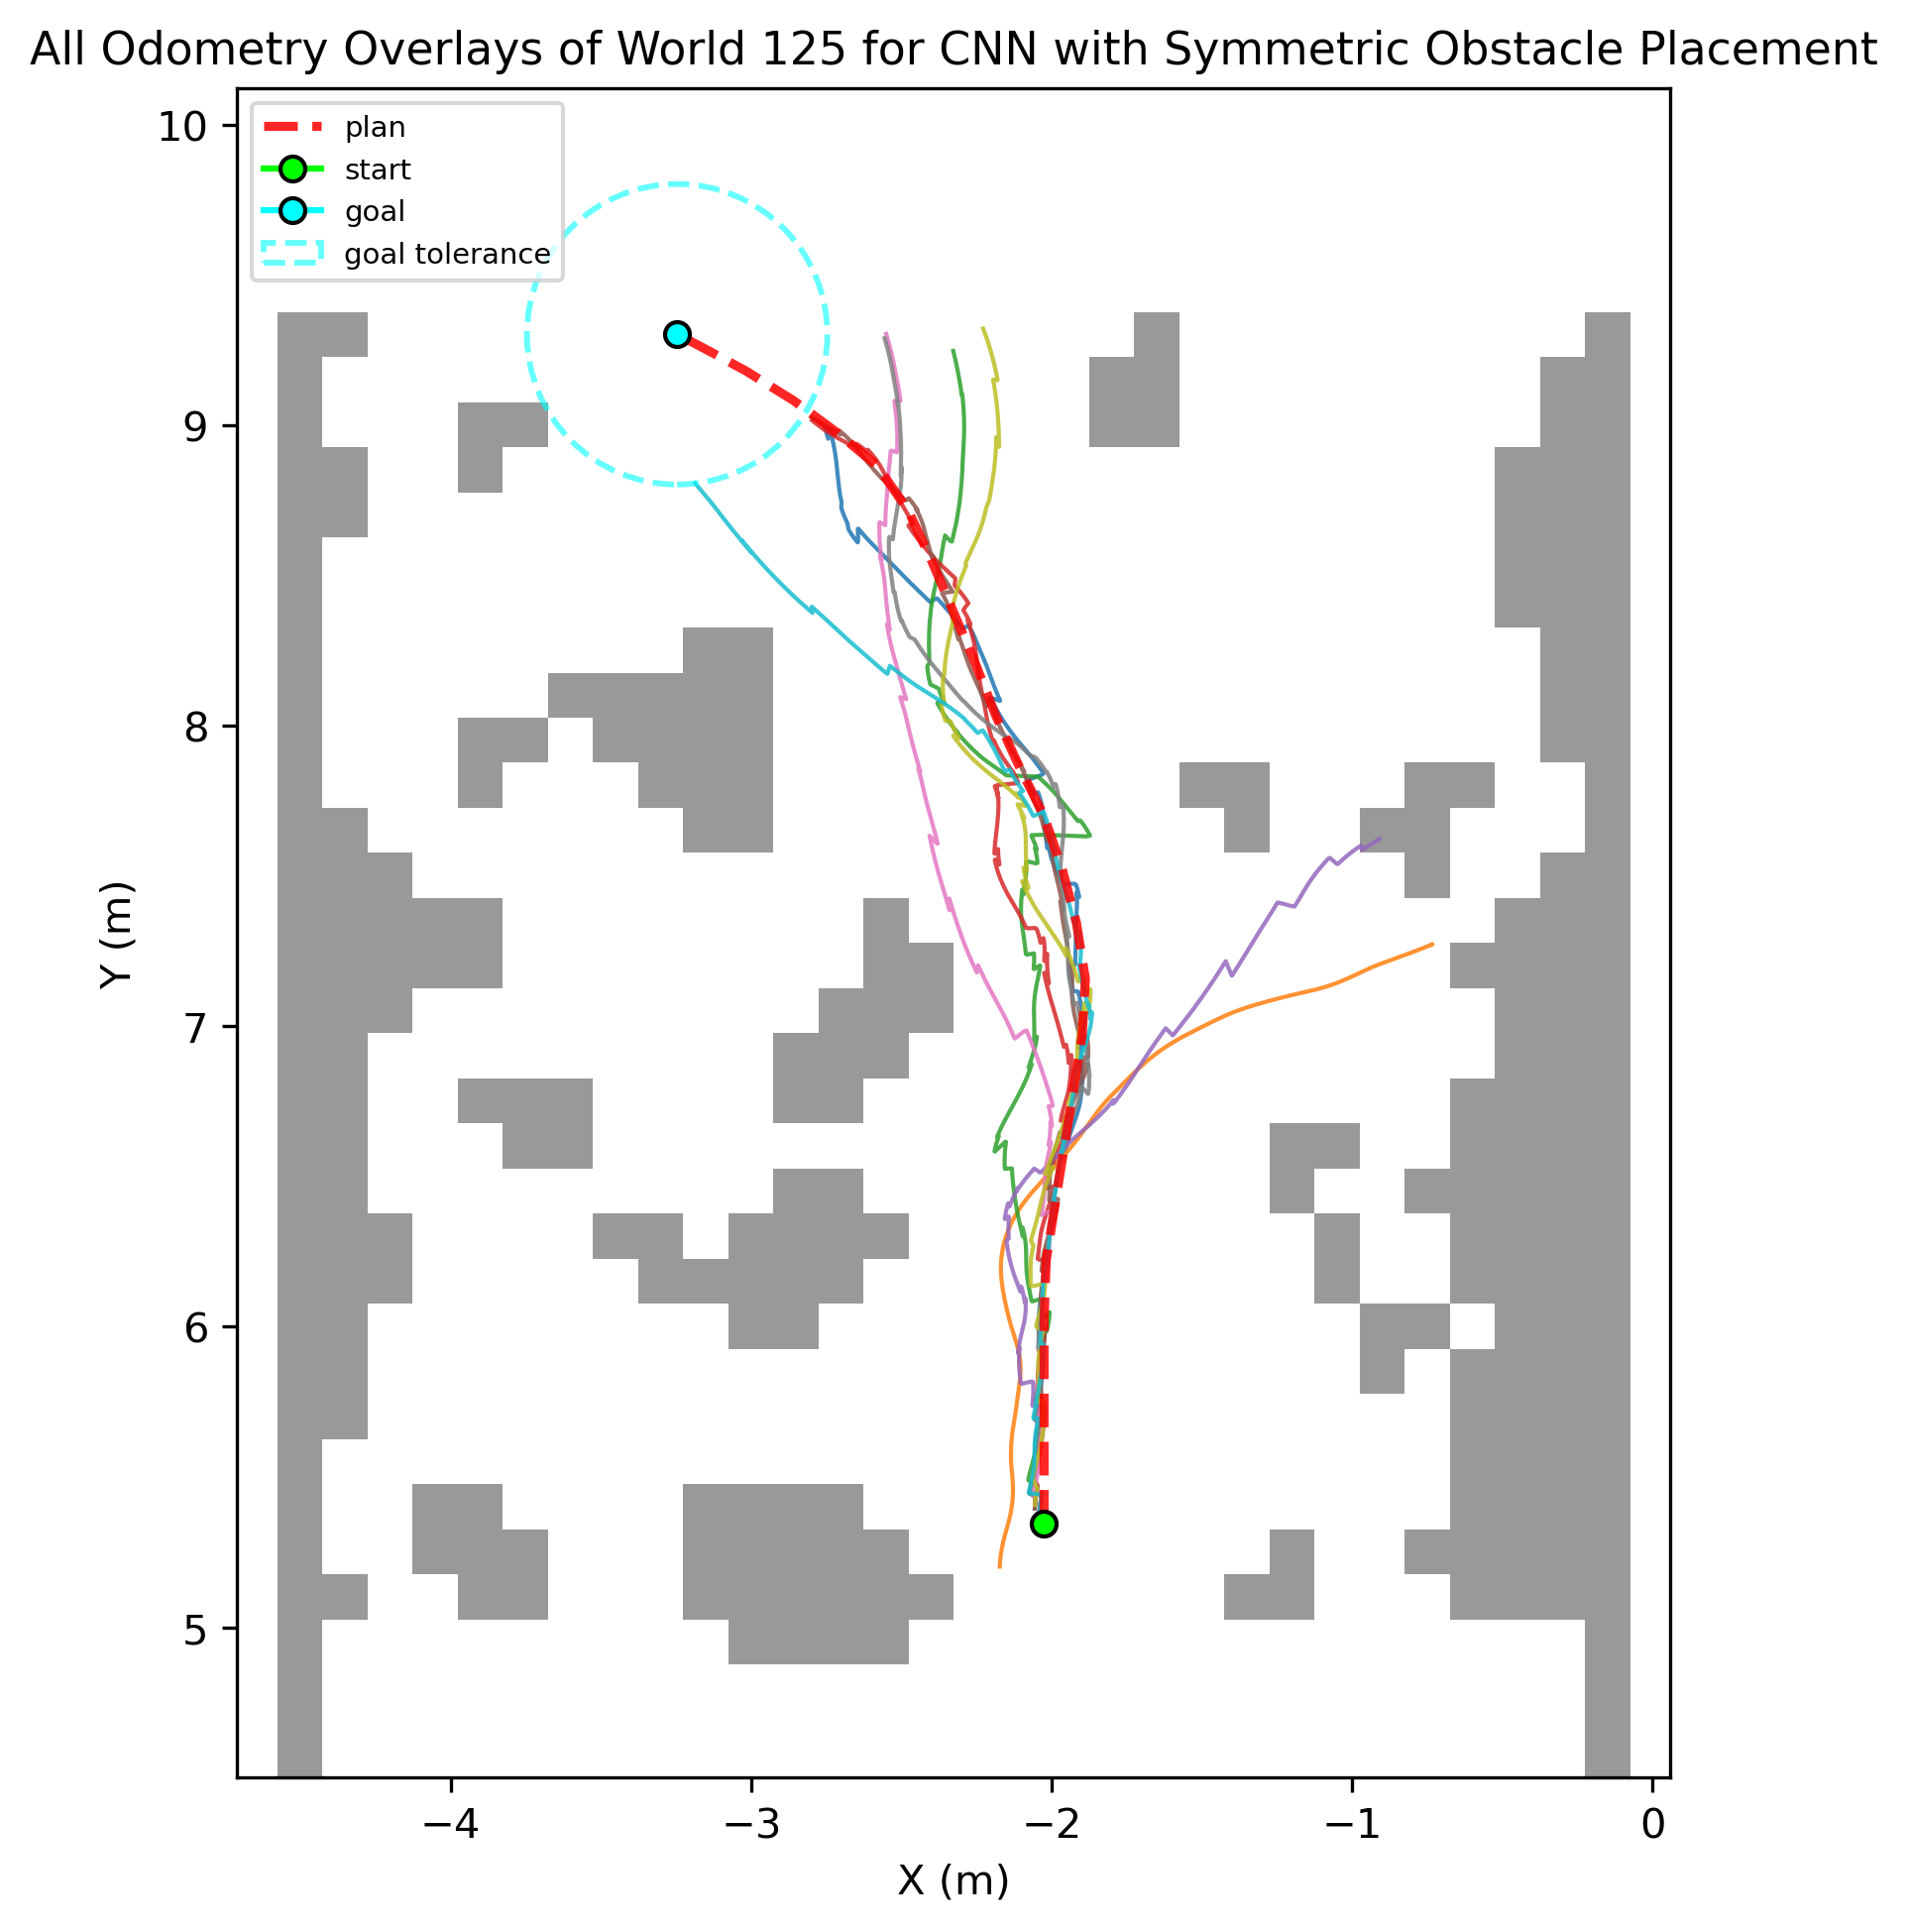 All Odometry Overlays of World 125 for CNN with Symmetric Obstacle Placement
plan
start
goal
goal tolerance
10
9
8
7
6
5
Y (m)
−4
−3
−2
−1
0
X (m)